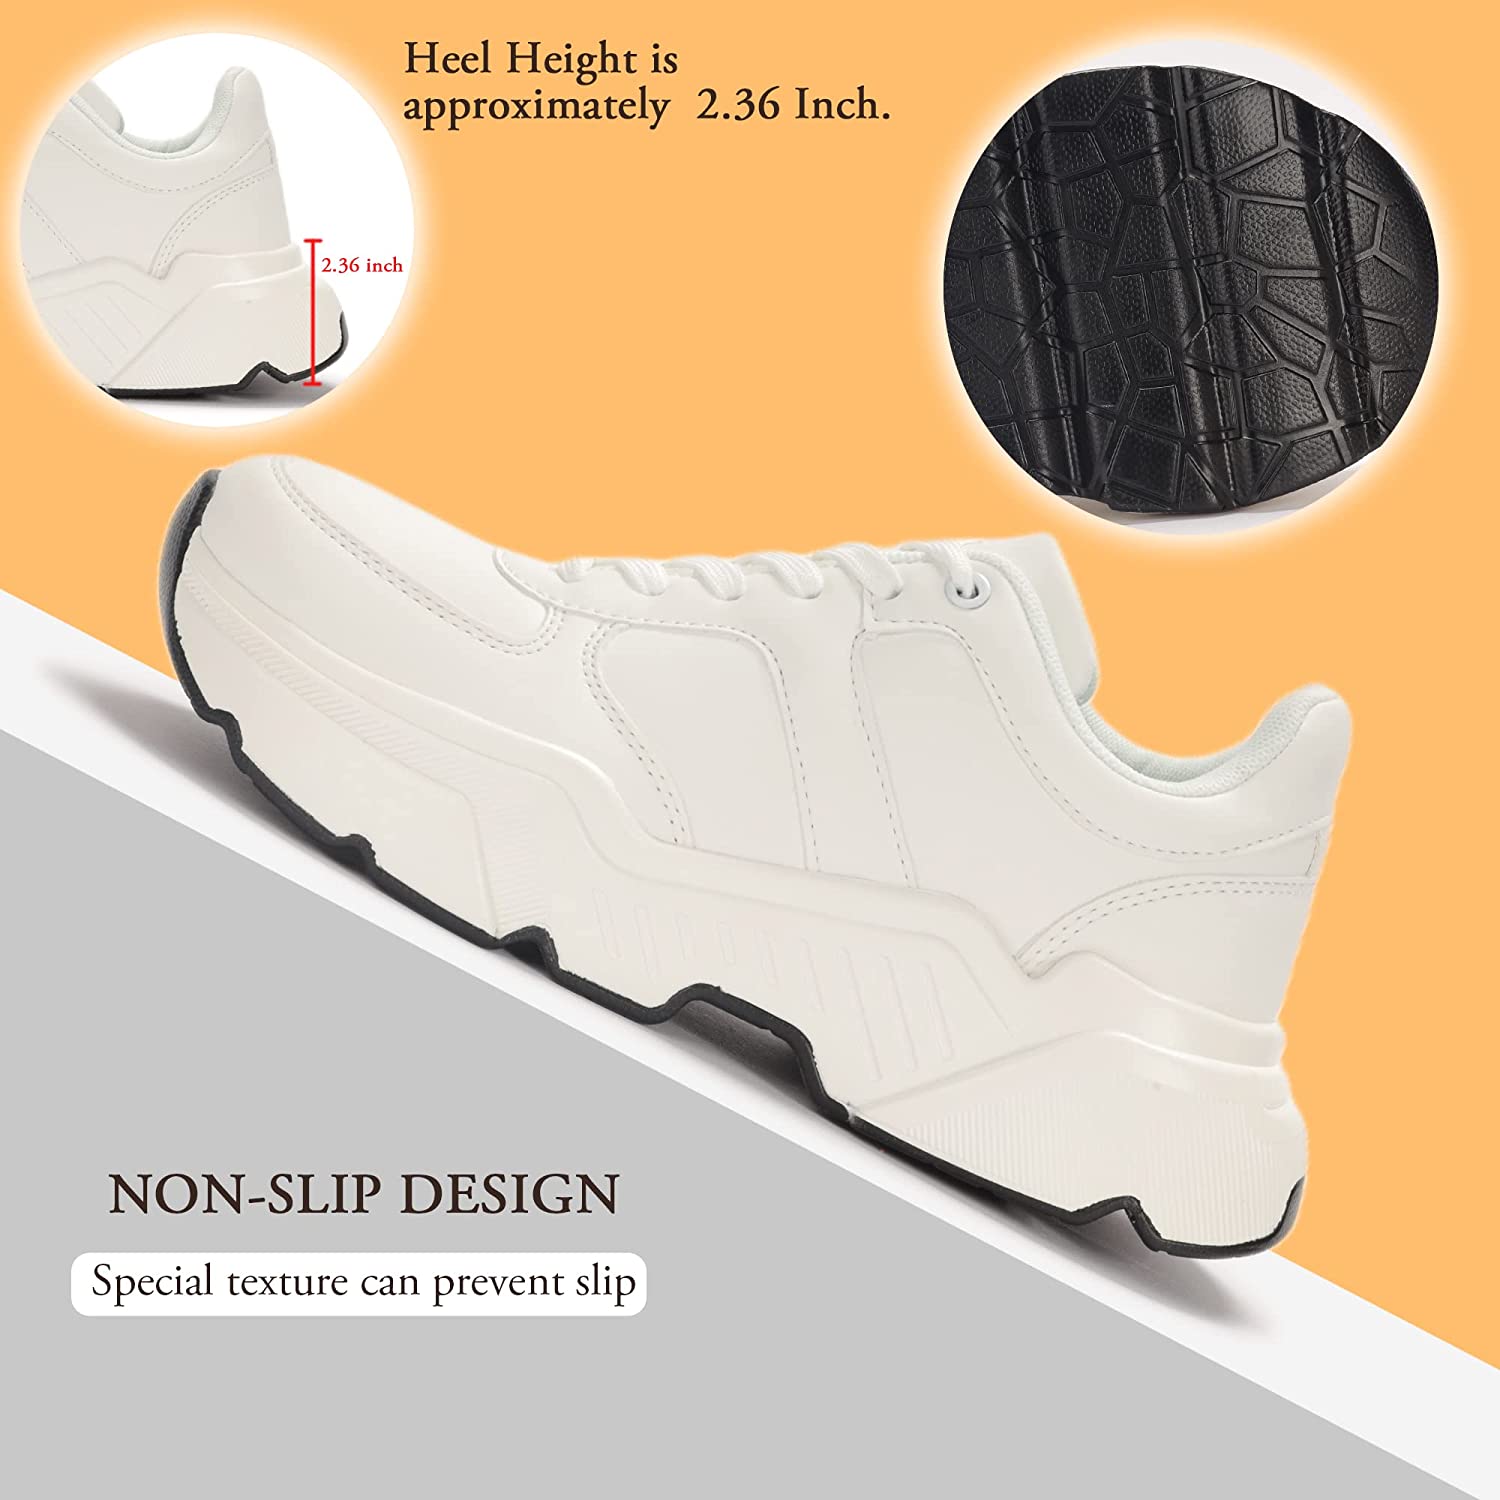 Heel Height is
approximately 2.36 Inch.
2.36 inch
NON-SLIP DESIGN
Special texture can prevent slip